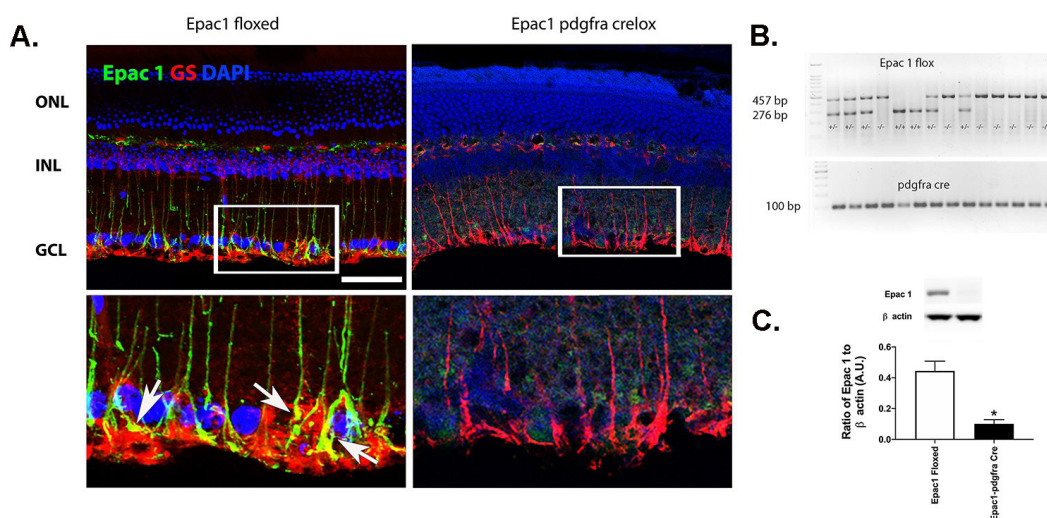 Epac1 floxed
Epac1 pdgfra crelox
A.
Epac 1 GS DAPI
ONL
INL
GCL
B.
Epac 1 flox
457 bp
276 bp
+/- +/- +/- -/- +/+ +/+ +/- -/- +/- -/- -/- -/- -/- -/-
pdgfra cre
100 bp
C.
Epac 1
β actin
Ratio of Epac 1 to
β actin (A.U.)
0.6
0.4
0.2
0.0
*
Epac1 Floxed
Epac1-pdgfra Cre